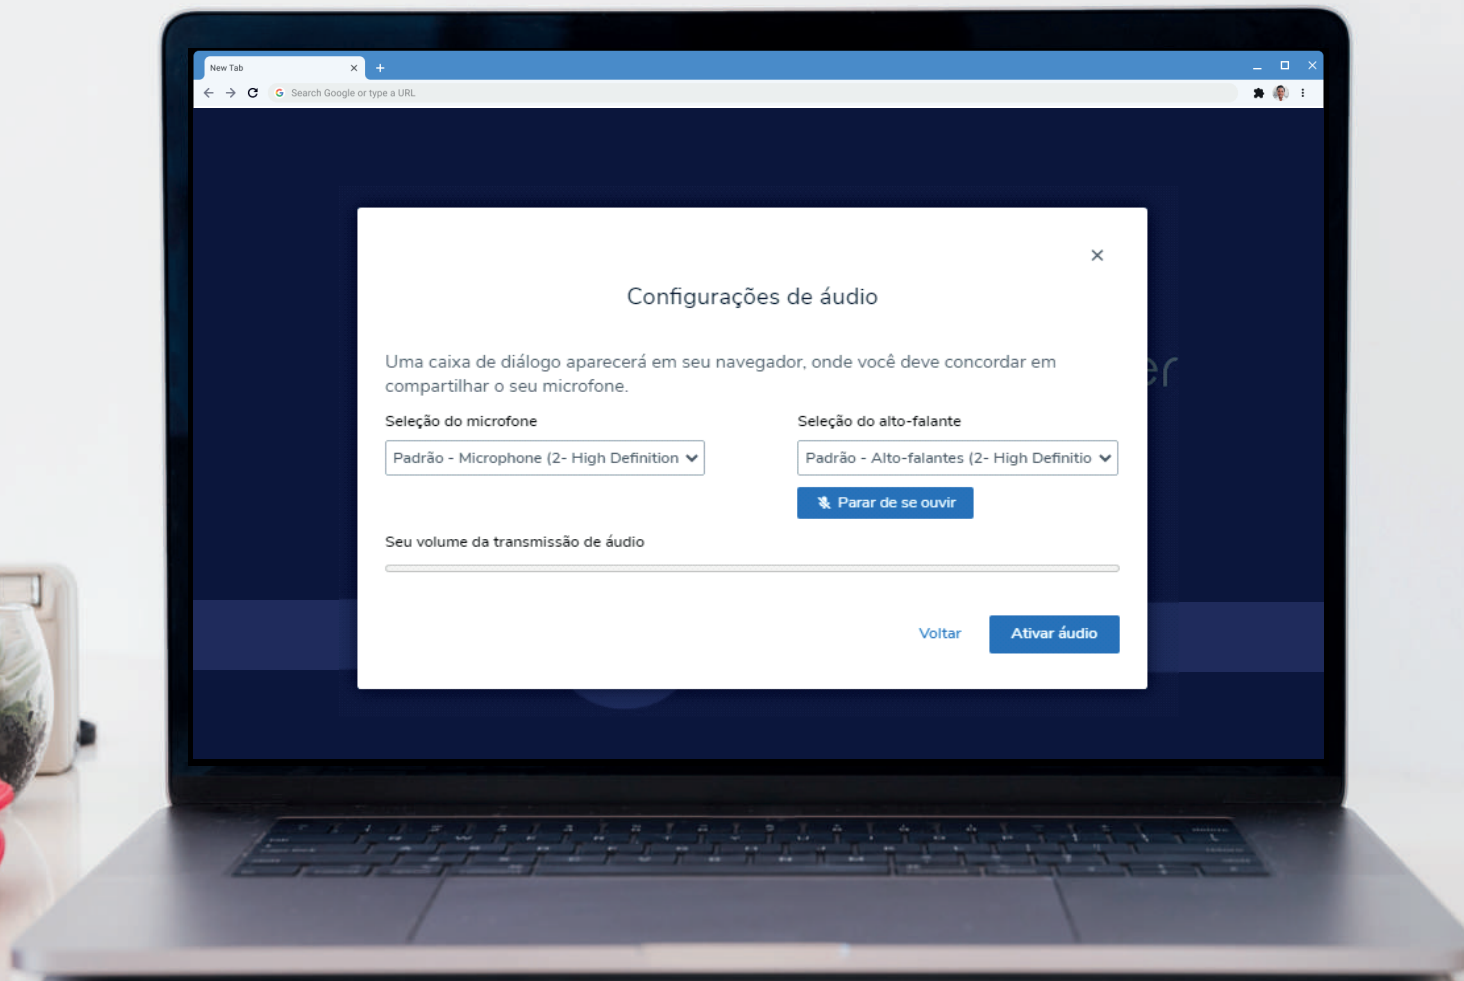 New Tab
Search Google or type a URL
Configurações de áudio
Uma caixa de diálogo aparecerá em seu navegador, onde você deve concordar em
compartilhar o seu microfone.
Seleção do microfone
Seleção do alto-falante
Padrão - Microphone (2- High Definition
Padrão - Alto-falantes (2- High Definitio
Parar de se ouvir
Seu volume da transmissão de áudio
Voltar
Ativar áudio